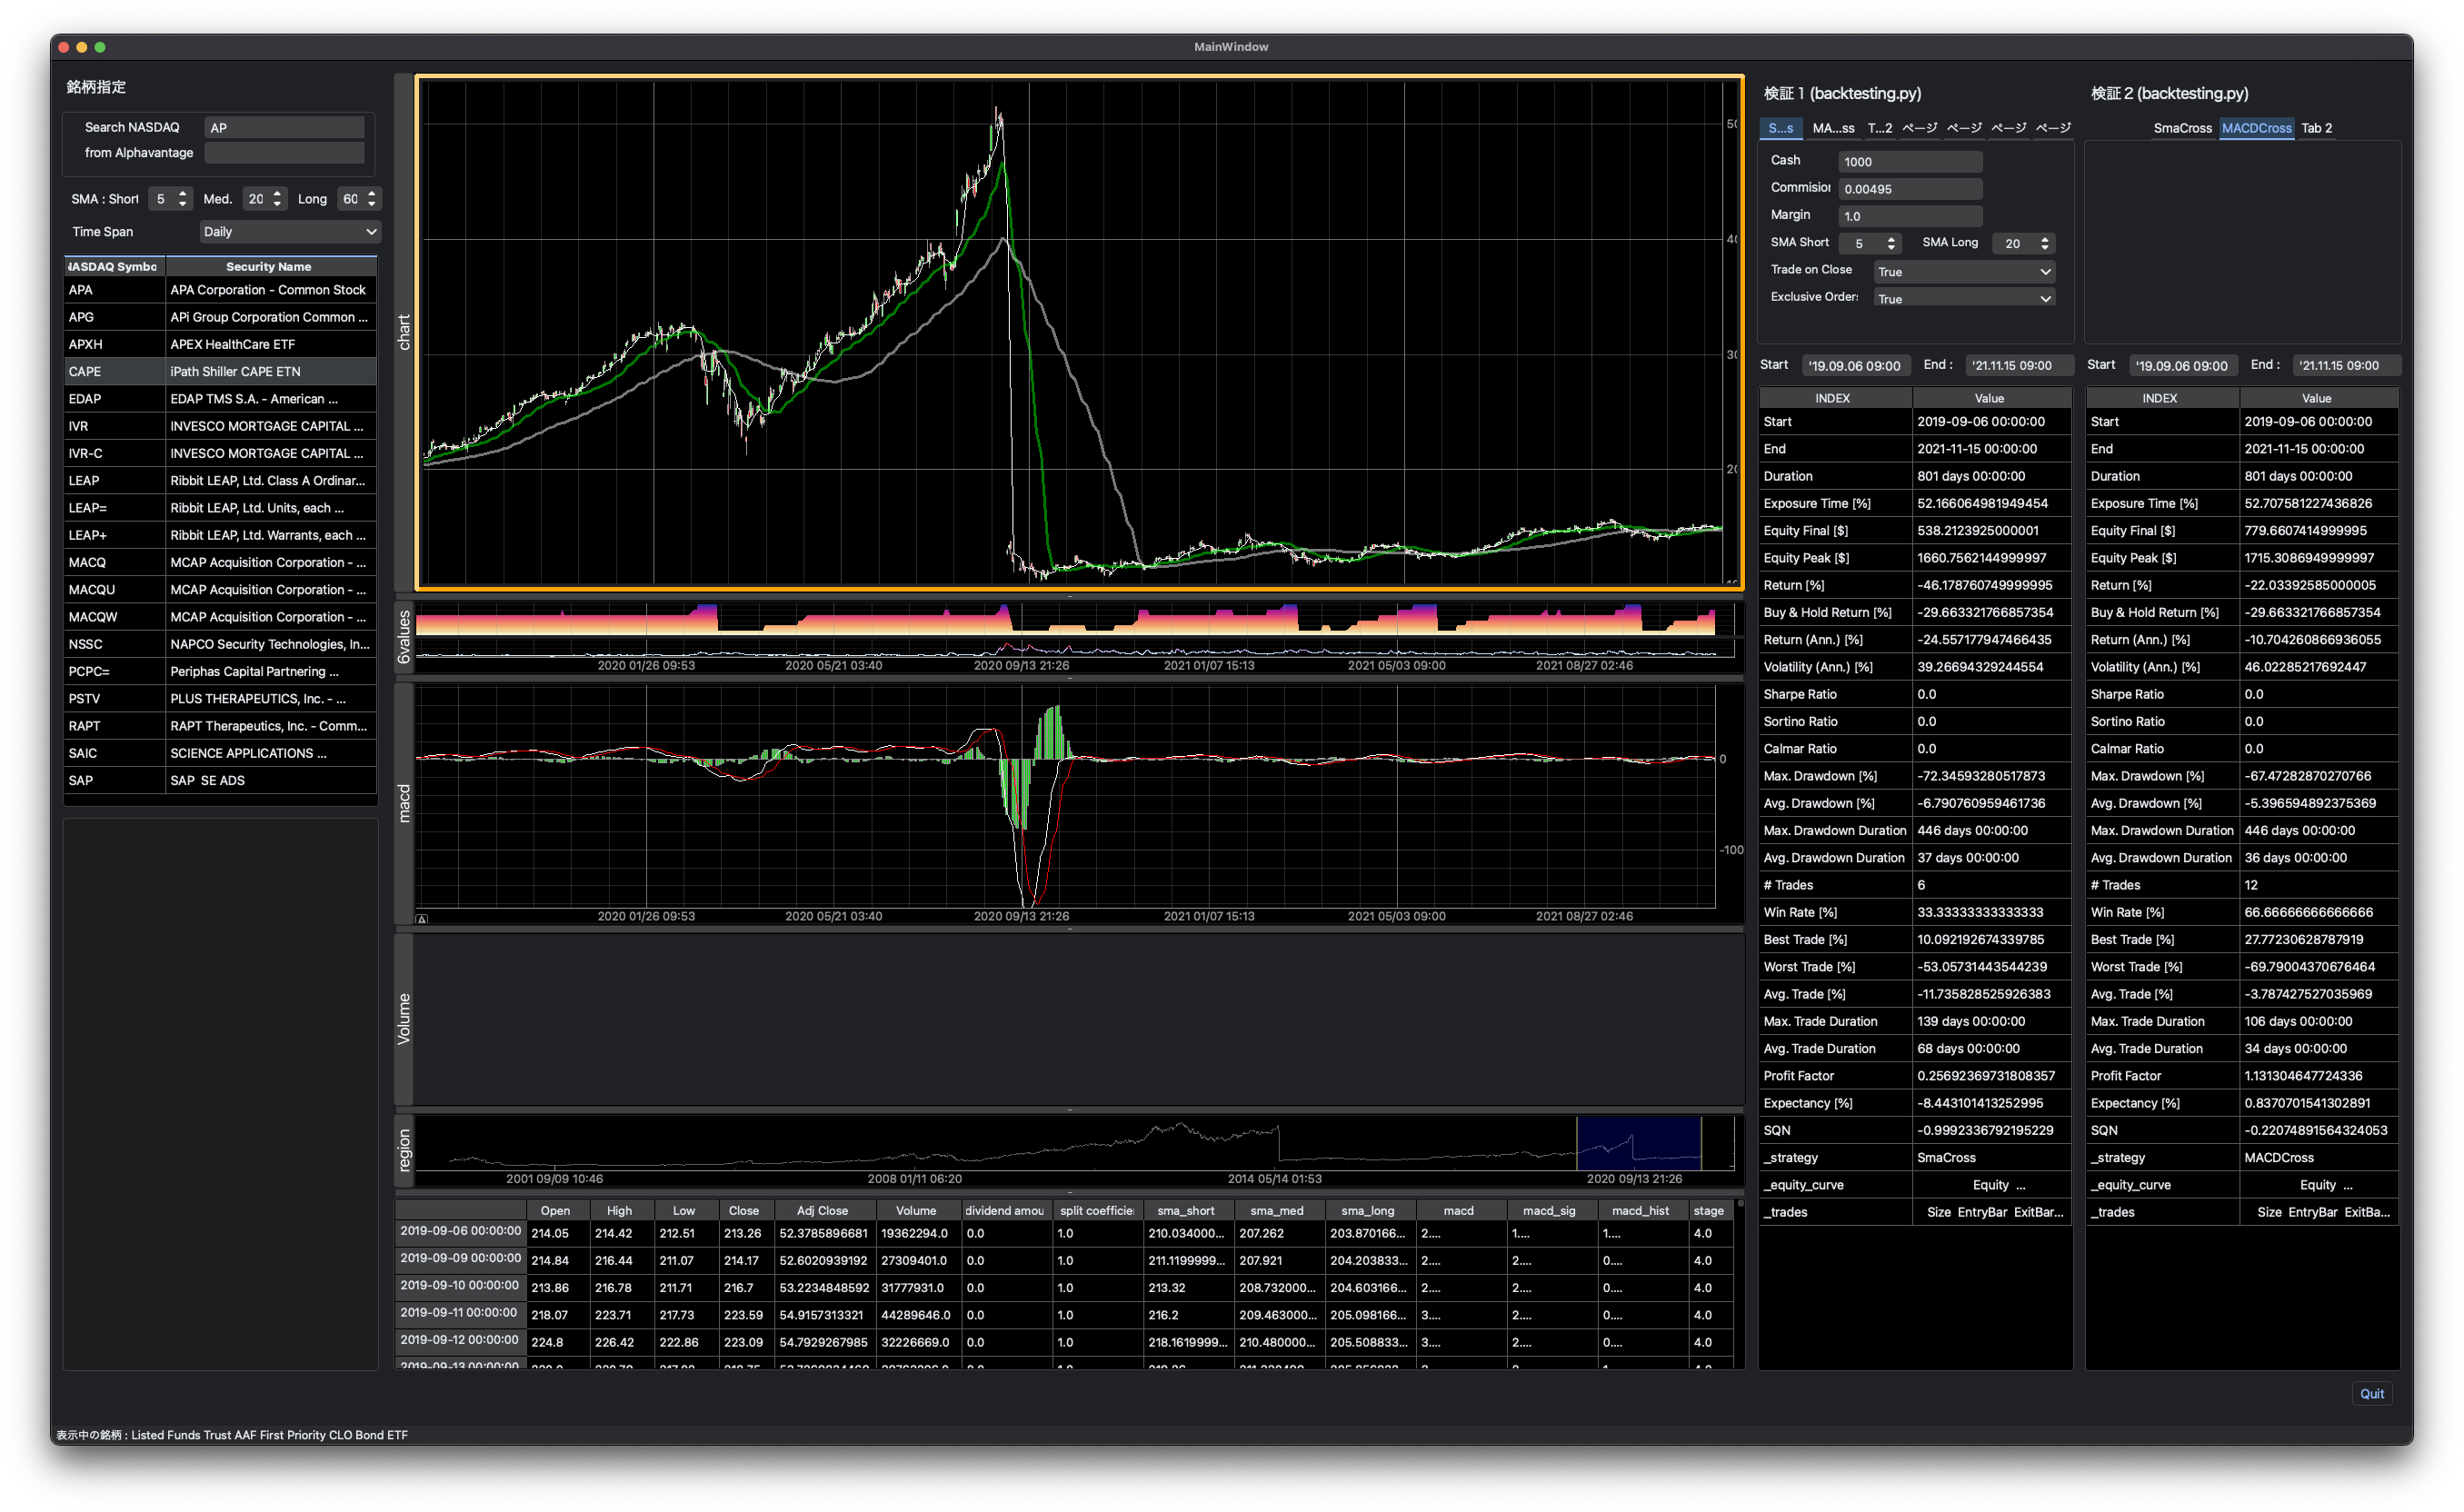 MainWindow
銘柄指定
Search NASDAQ AP
from Alphavantage
SMA : Short 5 Med. 20 Long 60
Time Span Daily
NASDAQ Symbo Security Name
APA APA Corporation - Common Stock
APG APi Group Corporation Common ...
APXH APEX HealthCare ETF
CAPE iPath Shiller CAPE ETN
EDAP EDAP TMS S.A. - American ...
IVR INVESCO MORTGAGE CAPITAL ...
IVR-C INVESCO MORTGAGE CAPITAL ...
LEAP Ribbit LEAP, Ltd. Class A Ordinar...
LEAP= Ribbit LEAP, Ltd. Units, each ...
LEAP+ Ribbit LEAP, Ltd. Warrants, each ...
MACQ MCAP Acquisition Corporation - ...
MACQU MCAP Acquisition Corporation - ...
MACQW MCAP Acquisition Corporation - ...
NSSC NAPCO Security Technologies, In...
PCPC= Periphas Capital Partnering ...
PSTV PLUS THERAPEUTICS, Inc. - ...
RAPT RAPT Therapeutics, Inc. - Comm...
SAIC SCIENCE APPLICATIONS ...
SAP SAP SE ADS
chart
6values
2020 01/26 09:53 2020 05/21 03:40 2020 09/13 21:26 2021 01/07 15:13 2021 05/03 09:00 2021 08/27 02:46
macd
0
-100
A
2020 01/26 09:53 2020 05/21 03:40 2020 09/13 21:26 2021 01/07 15:13 2021 05/03 09:00 2021 08/27 02:46
Volume
region
2001 09/09 10:46 2008 01/11 06:20 2014 05/14 01:53 2020 09/13 21:26
Open High Low Close Adj Close Volume dividend amou split coefficie sma_short sma_med sma_long macd macd_sig macd_hist stage
2019-09-06 00:00:00 214.05 214.42 212.51 213.26 52.3785896681 19362294.0 0.0 1.0 210.034000... 207.262 203.870166... 2.... 1.... 1.... 4.0
2019-09-09 00:00:00 214.84 216.44 211.07 214.17 52.6020939192 27309401.0 0.0 1.0 211.1199999... 207.921 204.203833... 2.... 2.... 0.... 4.0
2019-09-10 00:00:00 213.86 216.78 211.71 216.7 53.2234848592 31777931.0 0.0 1.0 213.32 208.732000... 204.603166... 2.... 2.... 0.... 4.0
2019-09-11 00:00:00 218.07 223.71 217.73 223.59 54.9157313321 44289646.0 0.0 1.0 216.2 209.463000... 205.098166... 3.... 2.... 0.... 4.0
2019-09-12 00:00:00 224.8 226.42 222.86 223.09 54.7929267985 32226669.0 0.0 1.0 218.1619999... 210.480000... 205.508833... 3.... 2.... 0.... 4.0
2019-09-13 00:00:00
検証 1 (backtesting.py)
S...s MA...ss T...2 ページ ページ ページ ページ
Cash 1000
Commision 0.00495
Margin 1.0
SMA Short 5 SMA Long 20
Trade on Close True
Exclusive Orders True
Start '19.09.06 09:00 End : '21.11.15 09:00
INDEX Value
Start 2019-09-06 00:00:00
End 2021-11-15 00:00:00
Duration 801 days 00:00:00
Exposure Time [%] 52.166064981949454
Equity Final [$] 538.2123925000001
Equity Peak [$] 1660.7562144999997
Return [%] -46.178760749999995
Buy & Hold Return [%] -29.663321766857354
Return (Ann.) [%] -24.557177947466435
Volatility (Ann.) [%] 39.26694329244554
Sharpe Ratio 0.0
Sortino Ratio 0.0
Calmar Ratio 0.0
Max. Drawdown [%] -72.34593280517873
Avg. Drawdown [%] -6.790760959461736
Max. Drawdown Duration 446 days 00:00:00
Avg. Drawdown Duration 37 days 00:00:00
# Trades 6
Win Rate [%] 33.33333333333333
Best Trade [%] 10.092192674339785
Worst Trade [%] -53.05731443544239
Avg. Trade [%] -11.735828525926383
Max. Trade Duration 139 days 00:00:00
Avg. Trade Duration 68 days 00:00:00
Profit Factor 0.25692369731808357
Expectancy [%] -8.443101413252995
SQN -0.9992336792195229
_strategy SmaCross
_equity_curve Equity ...
_trades Size EntryBar ExitBar...
検証 2 (backtesting.py)
SmaCross MACDCross Tab 2
Start '19.09.06 09:00 End : '21.11.15 09:00
INDEX Value
Start 2019-09-06 00:00:00
End 2021-11-15 00:00:00
Duration 801 days 00:00:00
Exposure Time [%] 52.707581227436826
Equity Final [$] 779.6607414999995
Equity Peak [$] 1715.3086949999997
Return [%] -22.03392585000005
Buy & Hold Return [%] -29.663321766857354
Return (Ann.) [%] -10.704260866936055
Volatility (Ann.) [%] 46.02285217692447
Sharpe Ratio 0.0
Sortino Ratio 0.0
Calmar Ratio 0.0
Max. Drawdown [%] -67.47282870270766
Avg. Drawdown [%] -5.396594892375369
Max. Drawdown Duration 446 days 00:00:00
Avg. Drawdown Duration 36 days 00:00:00
# Trades 12
Win Rate [%] 66.66666666666666
Best Trade [%] 27.77230628787919
Worst Trade [%] -69.79004370676464
Avg. Trade [%] -3.787427527035969
Max. Trade Duration 106 days 00:00:00
Avg. Trade Duration 34 days 00:00:00
Profit Factor 1.131304647724336
Expectancy [%] 0.8370701541302891
SQN -0.22074891564324053
_strategy MACDCross
_equity_curve Equity ...
_trades Size EntryBar ExitBa...
Quit
表示中の銘柄 : Listed Funds Trust AAF First Priority CLO Bond ETF